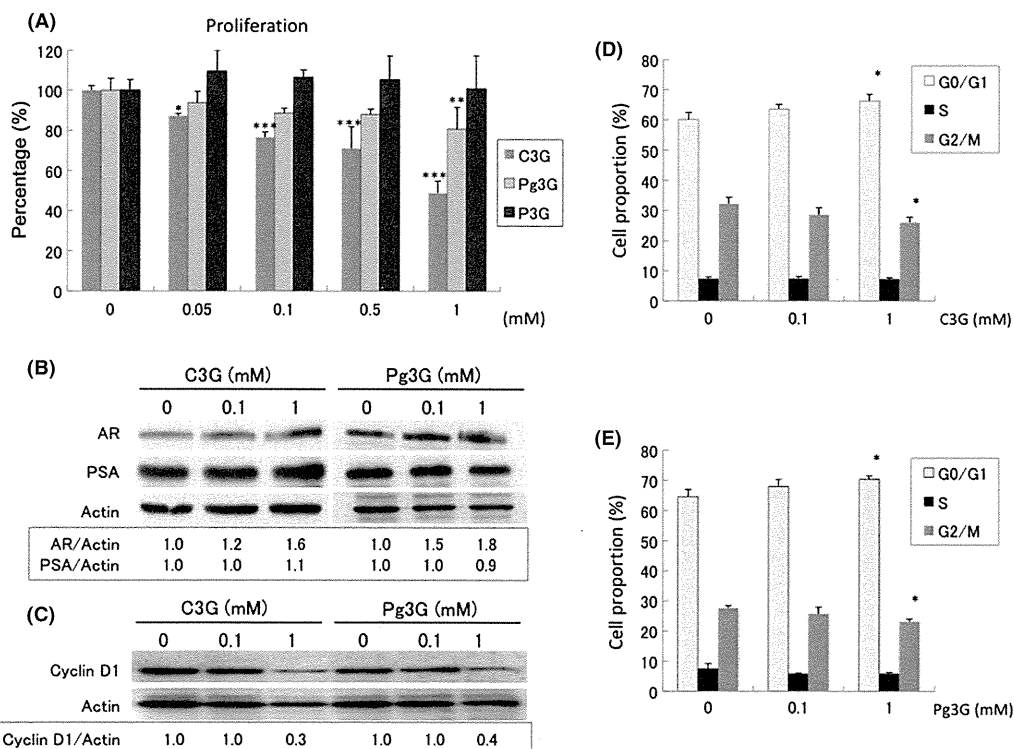 (A)
Proliferation
Percentage (%)
120
100
80
60
40
20
0
*
***
***
***
**
0 0.05 0.1 0.5 1 (mM)
C3G
Pg3G
P3G
(B)
C3G (mM) Pg3G (mM)
0 0.1 1 0 0.1 1
AR
PSA
Actin
AR/Actin 1.0 1.2 1.6 1.0 1.5 1.8
PSA/Actin 1.0 1.0 1.1 1.0 1.0 0.9
(C)
C3G (mM) Pg3G (mM)
0 0.1 1 0 0.1 1
Cyclin D1
Actin
Cyclin D1/Actin 1.0 1.0 0.3 1.0 1.0 0.4
(D)
Cell proportion (%)
80
70
60
50
40
30
20
10
0
*
*
0 0.1 1 C3G (mM)
G0/G1
S
G2/M
(E)
Cell proportion (%)
80
70
60
50
40
30
20
10
0
*
*
0 0.1 1 Pg3G (mM)
G0/G1
S
G2/M